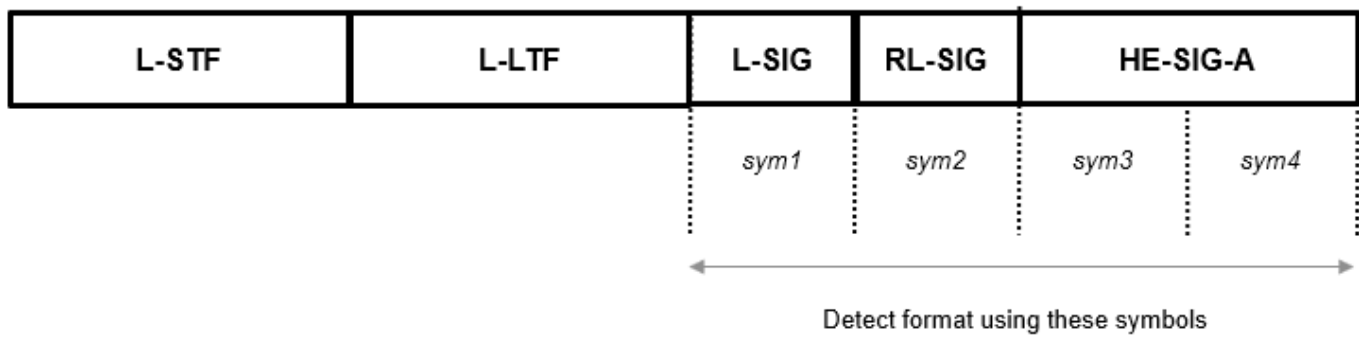 L-STF L-LTF L-SIG RL-SIG HE-SIG-A
sym1 sym2 sym3 sym4
Detect format using these symbols